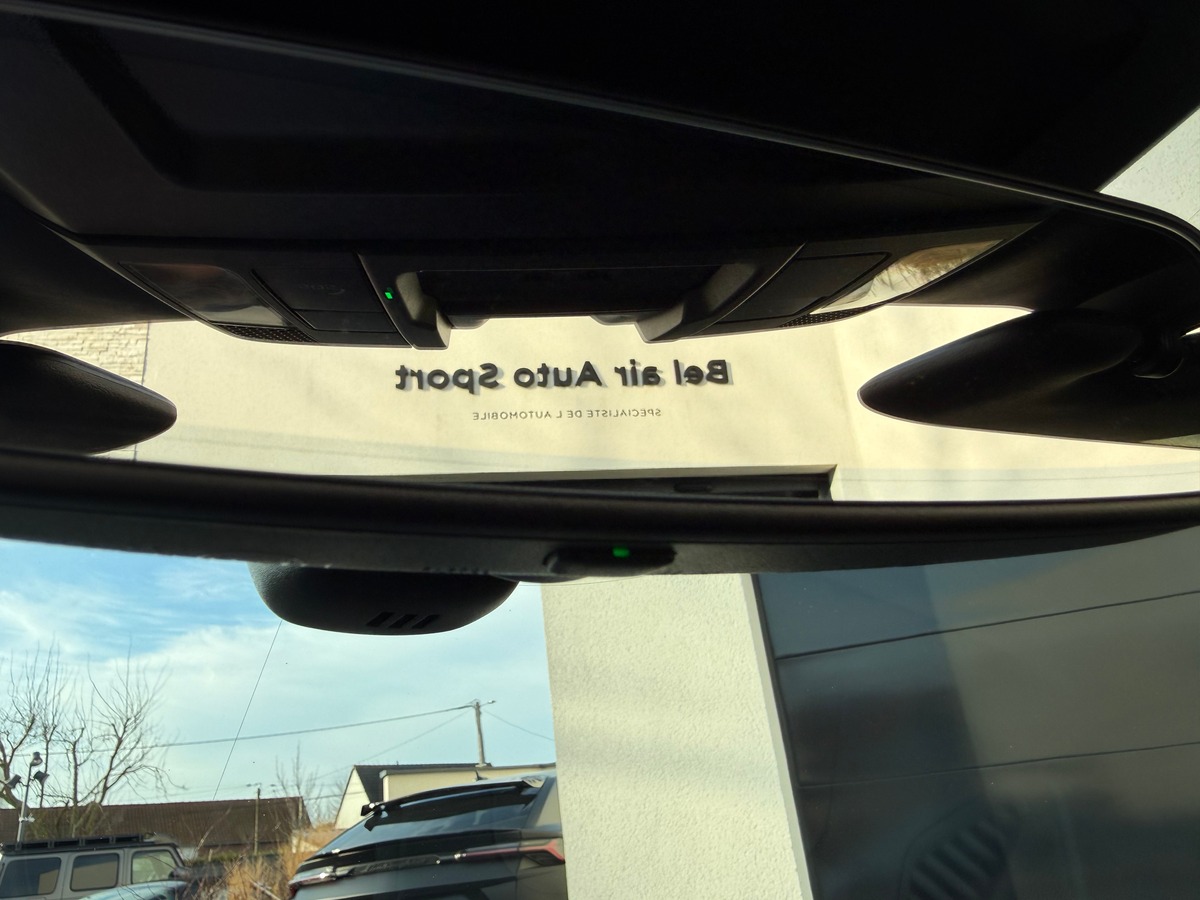 Bel air Auto Sport
SPECIALISTE DE L AUTOMOBILE